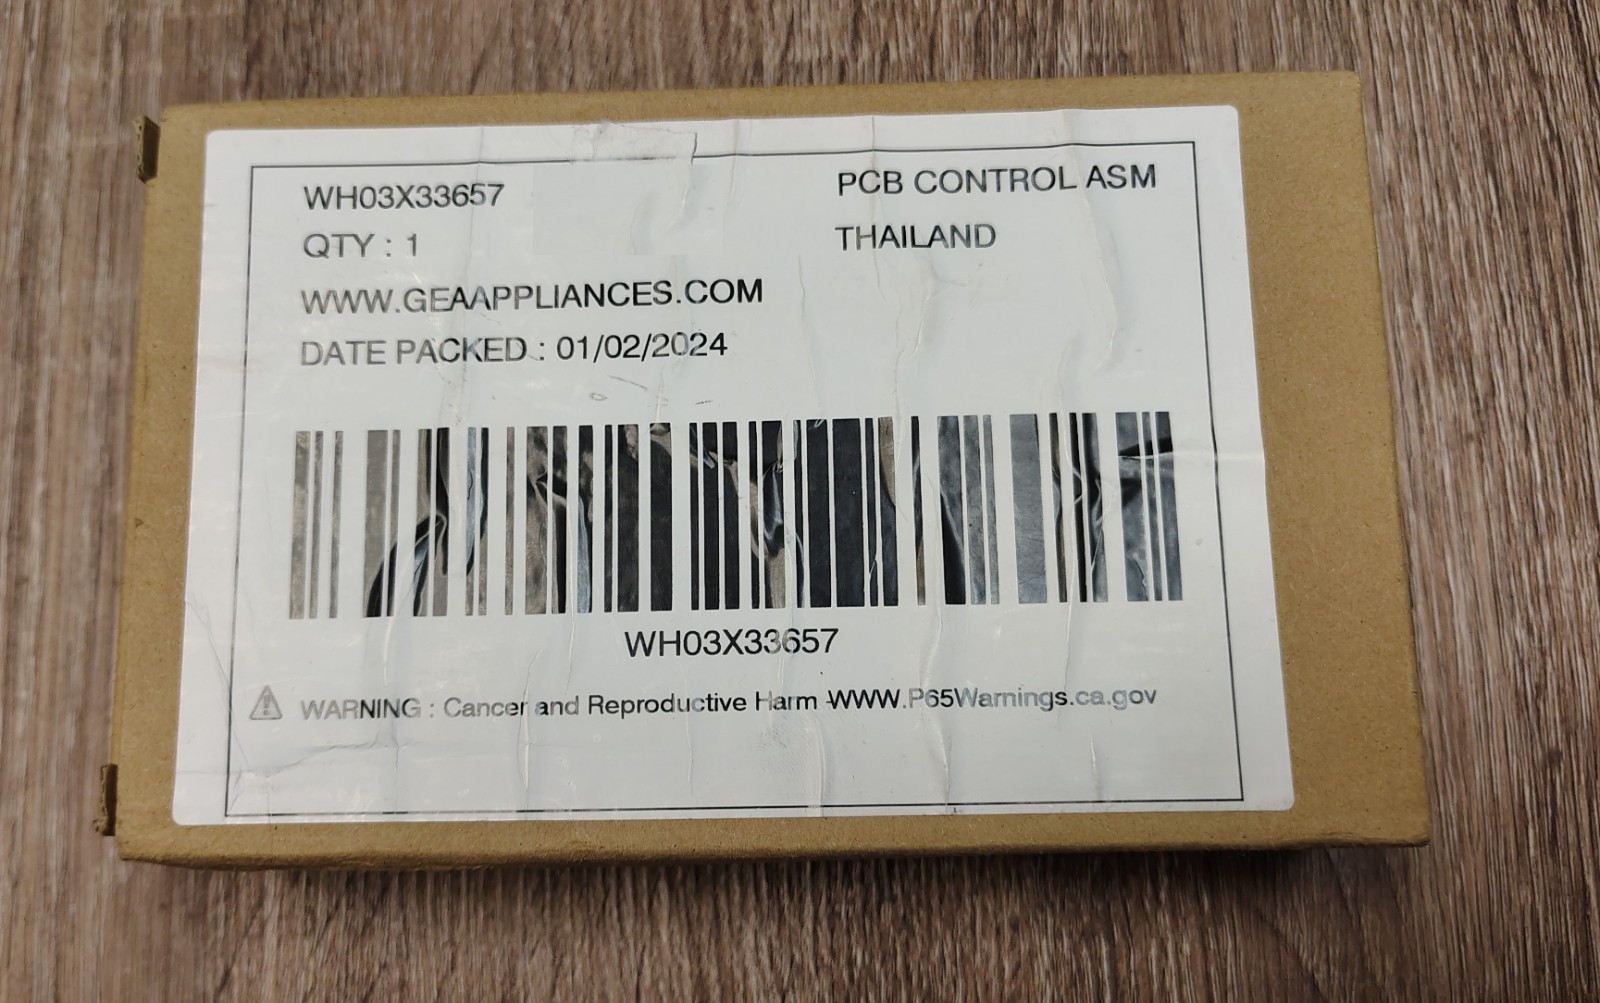 WH03X33657
PCB CONTROL ASM
QTY : 1
THAILAND
WWW.GEAAPPLIANCES.COM
DATE PACKED : 01/02/2024
WH03X33657
WARNING : Cancer and Reproductive Harm -WWW.P65Warnings.ca.gov